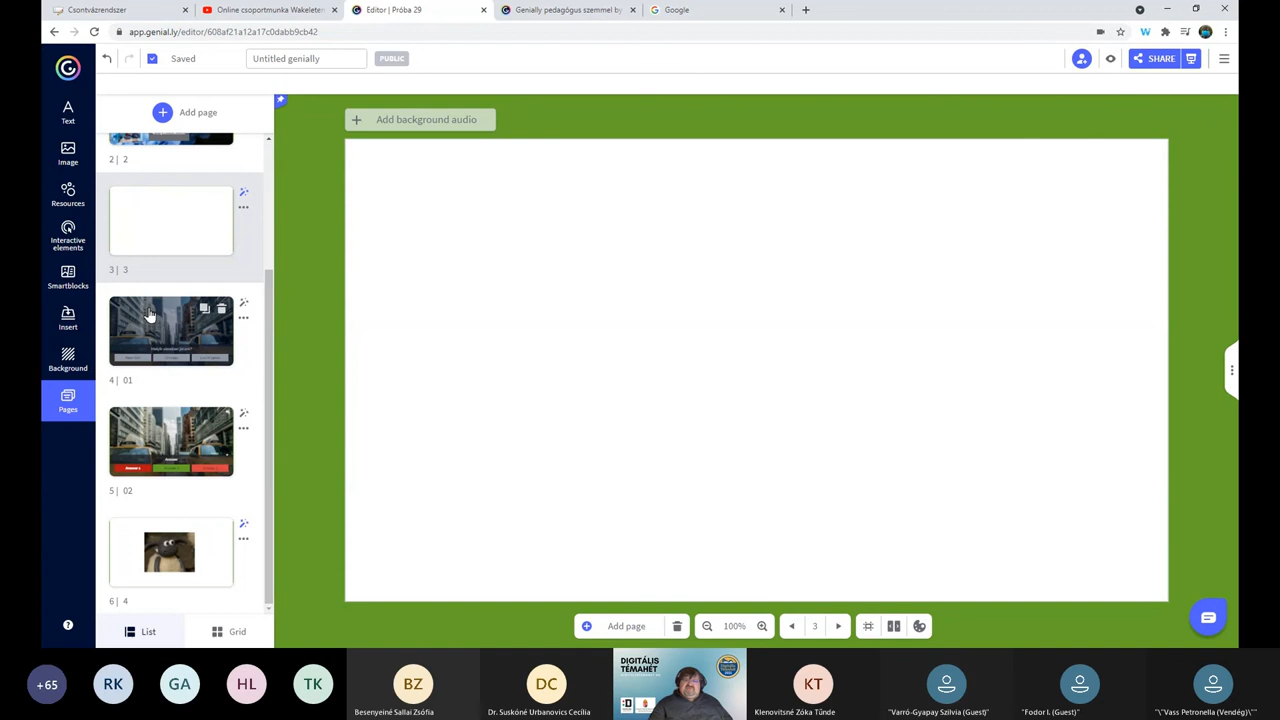 Csontvázrendszer
Online csoportmunka Wakeleten
Editor | Próba 29
Genially pedagógus szemmel by
Google
app.genial.ly/editor/608af21a12a17c0dabb9cb42
Saved
Untitled genially
PUBLIC
SHARE
Text
Image
Resources
Interactive
elements
Smartblocks
Insert
Background
Pages
Add page
2 | 2
3 | 3
4 | 01
5 | 02
6 | 4
List
Grid
Add background audio
Add page
100%
3
+65
RK
GA
HL
TK
BZ
Besenyeiné Sallai Zsófia
DC
Dr. Suskóné Urbanovics Cecília
DIGITÁLIS
TÉMAHÉT
KT
Klenovitsné Zóka Tünde
"Varró-Gyapay Szilvia (Guest)"
"Fodor I. (Guest)"
"\"Vass Petronella (Vendég)\""